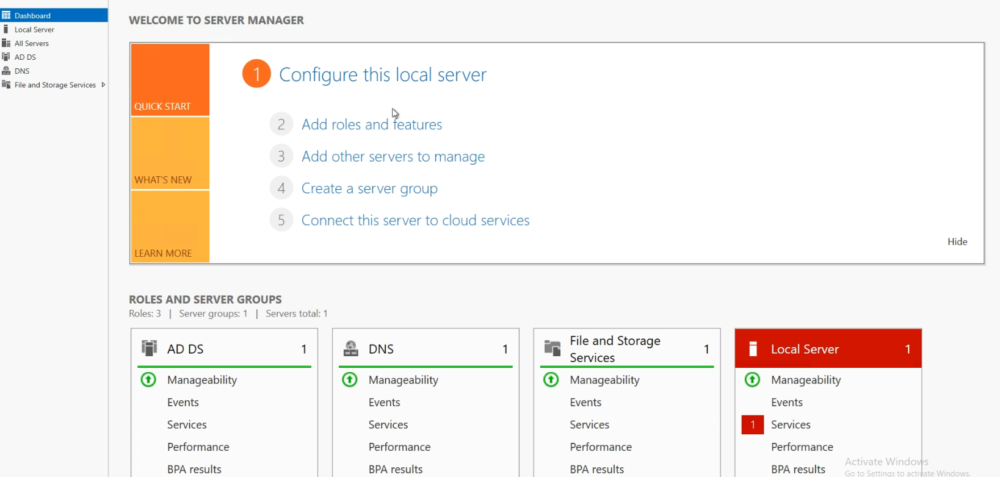 Dashboard
Local Server
All Servers
AD DS
DNS
File and Storage Services
WELCOME TO SERVER MANAGER
QUICK START
WHAT'S NEW
LEARN MORE
1 Configure this local server
2 Add roles and features
3 Add other servers to manage
4 Create a server group
5 Connect this server to cloud services
Hide
ROLES AND SERVER GROUPS
Roles: 3 | Server groups: 1 | Servers total: 1
AD DS 1
Manageability
Events
Services
Performance
BPA results
DNS 1
Manageability
Events
Services
Performance
BPA results
File and Storage
Services 1
Manageability
Events
Services
Performance
BPA results
Local Server 1
Manageability
Events
1 Services
Performance
BPA results
Activate Windows
Go to Settings to activate Windows.